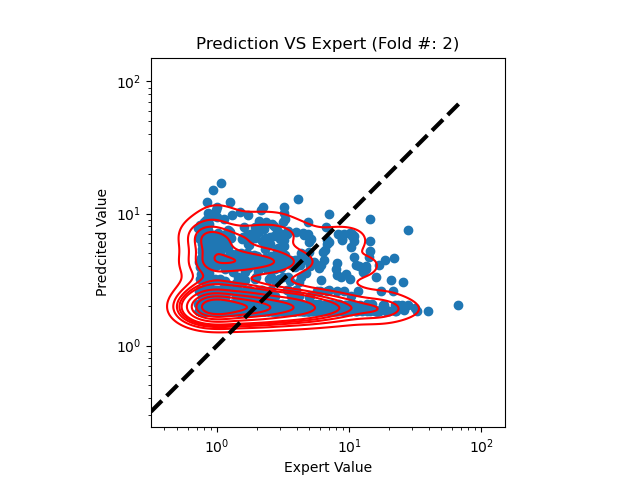 Prediction VS Expert (Fold #: 2)
10²
10¹
10⁰
Predcited Value
10⁰ 10¹ 10²
Expert Value